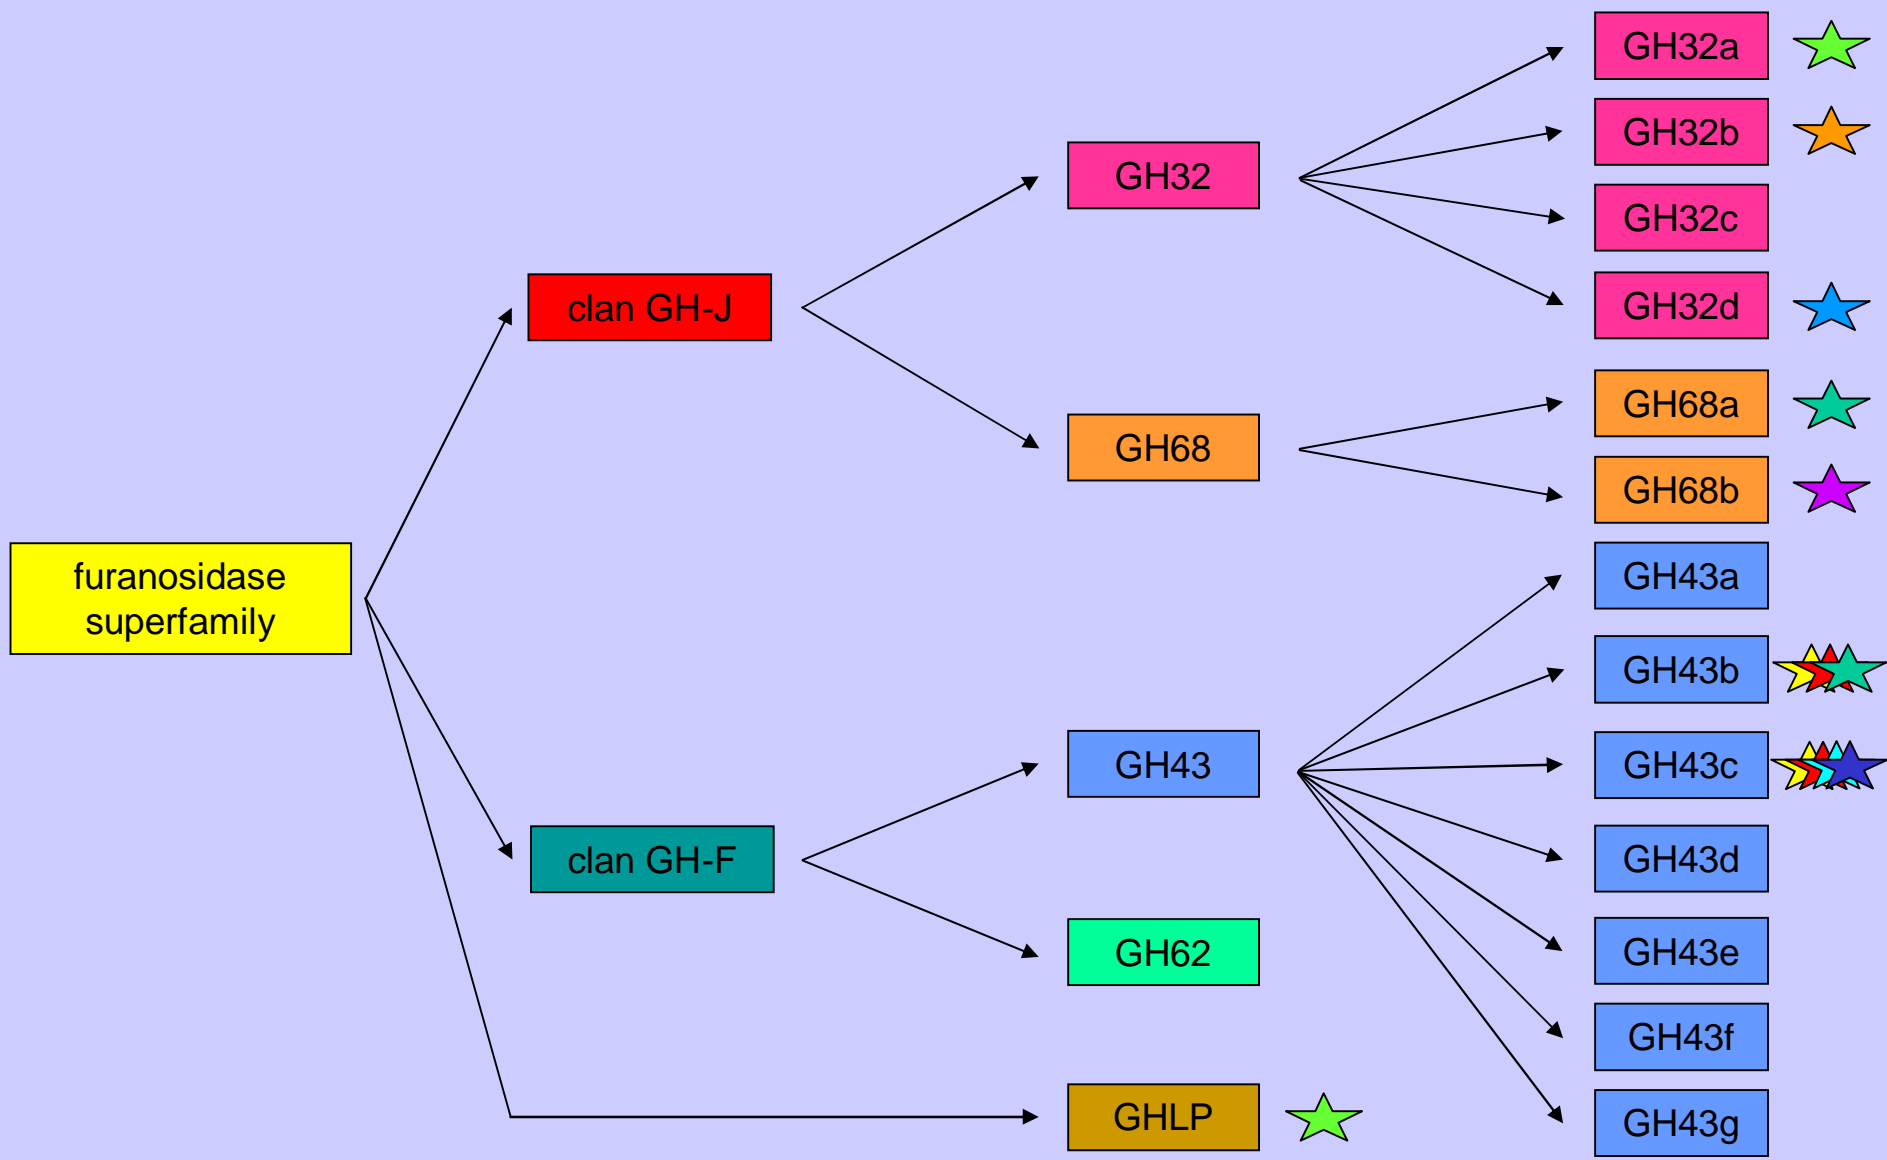 furanosidase
superfamily
clan GH-J
clan GH-F
GH32
GH68
GH43
GH62
GHLP
GH32a
GH32b
GH32c
GH32d
GH68a
GH68b
GH43a
GH43b
GH43c
GH43d
GH43e
GH43f
GH43g